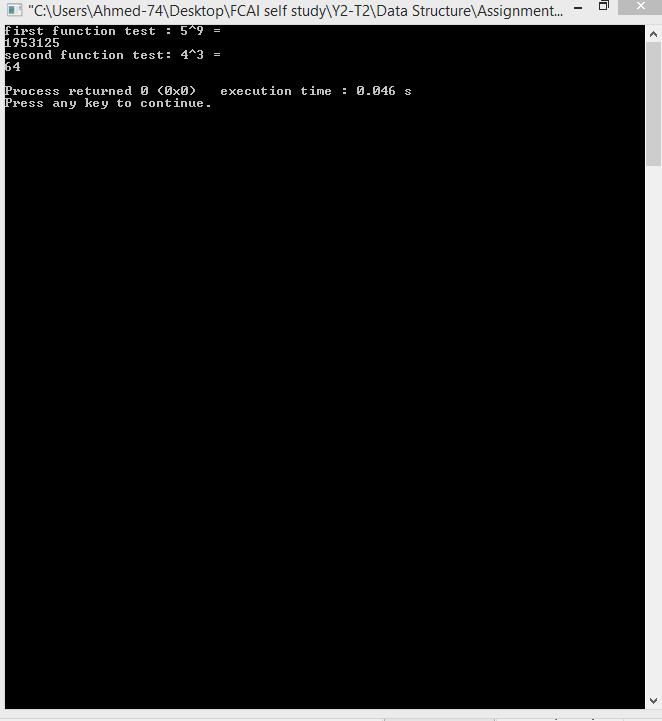 "C:\Users\Ahmed-74\Desktop\FCAI self study\Y2-T2\Data Structure\Assignment...
first function test : 5^9 =
1953125
second function test: 4^3 =
64
Process returned 0 (0x0)   execution time : 0.046 s
Press any key to continue.